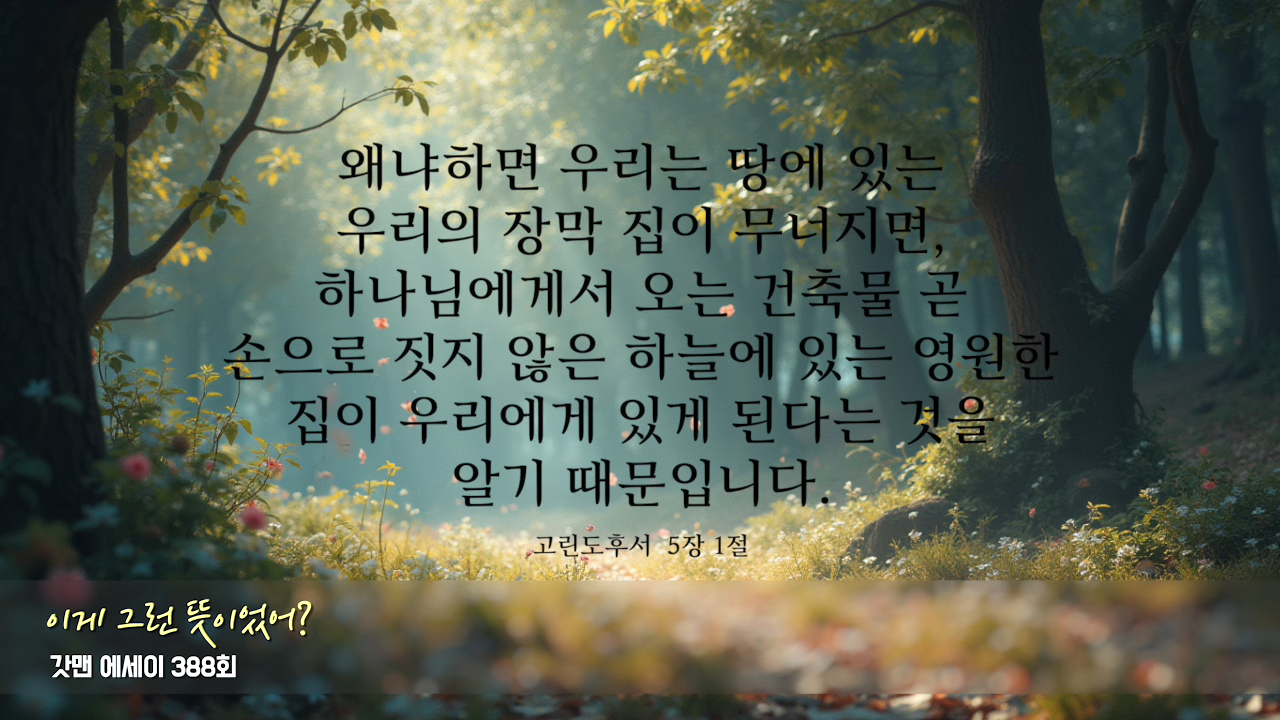 왜냐하면 우리는 땅에 있는
우리의 장막 집이 무너지면,
하나님에게서 오는 건축물 곧
손으로 짓지 않은 하늘에 있는 영원한
집이 우리에게 있게 된다는 것을
알기 때문입니다.
고린도후서 5장 1절
이게 그런 뜻이었어?
갓맨 에세이 388회